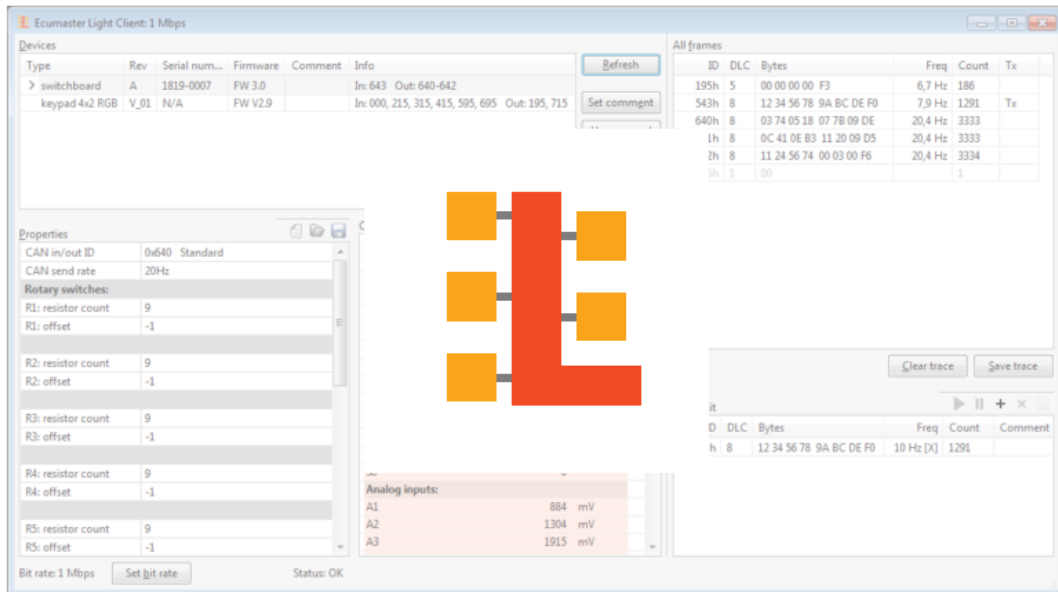 Ecumaster Light Client: 1 Mbps
Devices
Type Rev Serial num... Firmware Comment Info
switchboard A 1819-0007 FW 3.0 In: 643 Out: 640-642
keypad 4x2 RGB V_01 N/A FW V2.9 In: 000, 215, 315, 415, 595, 695 Out: 195, 715
Refresh
Set comment
All frames
ID DLC Bytes Freq Count Tx
195h 5 00 00 00 00 F3 6,7 Hz 186
543h 8 12 34 56 78 9A BC DE F0 7,9 Hz 1291 Tx
640h 8 03 74 05 18 07 7B 09 DE 20,4 Hz 3333
1h 8 0C 41 0E B3 11 20 09 D5 20,4 Hz 3333
2h 8 11 24 56 74 00 03 00 F6 20,4 Hz 3334
h 1 00 1
Clear trace Save trace
Properties
CAN in/out ID 0x640 Standard
CAN send rate 20Hz
Rotary switches:
R1: resistor count 9
R1: offset -1
R2: resistor count 9
R2: offset -1
R3: resistor count 9
R3: offset -1
R4: resistor count 9
R4: offset -1
R5: resistor count 9
R5: offset -1
Analog inputs:
A1 884 mV
A2 1304 mV
A3 1915 mV
it
D DLC Bytes Freq Count Comment
h 8 12 34 56 78 9A BC DE F0 10 Hz [X] 1291
Bit rate: 1 Mbps Set bit rate Status: OK